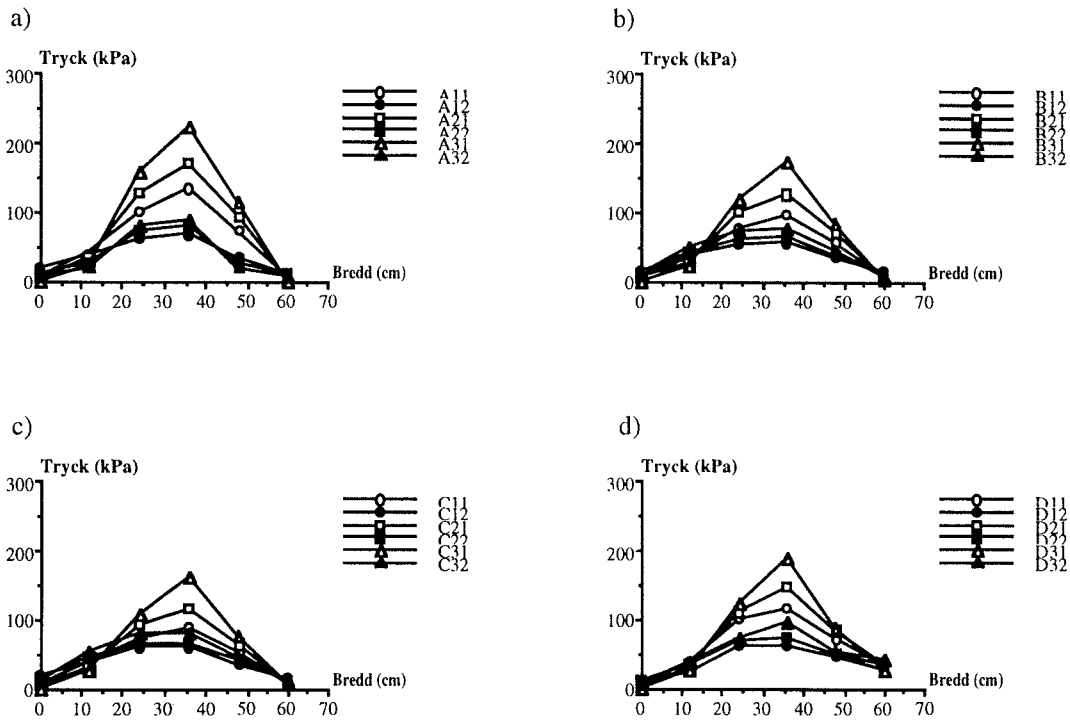 a)
Tryck (kPa)
300
200
100
0
0 10 20 30 40 50 60 70
Bredd (cm)
A11
A12
A21
A22
A31
A32
b)
Tryck (kPa)
300
200
100
0
0 10 20 30 40 50 60 70
Bredd (cm)
B11
B12
B21
B22
B31
B32
c)
Tryck (kPa)
300
200
100
0
0 10 20 30 40 50 60 70
Bredd (cm)
C11
C12
C21
C22
C31
C32
d)
Tryck (kPa)
300
200
100
0
0 10 20 30 40 50 60 70
Bredd (cm)
D11
D12
D21
D22
D31
D32